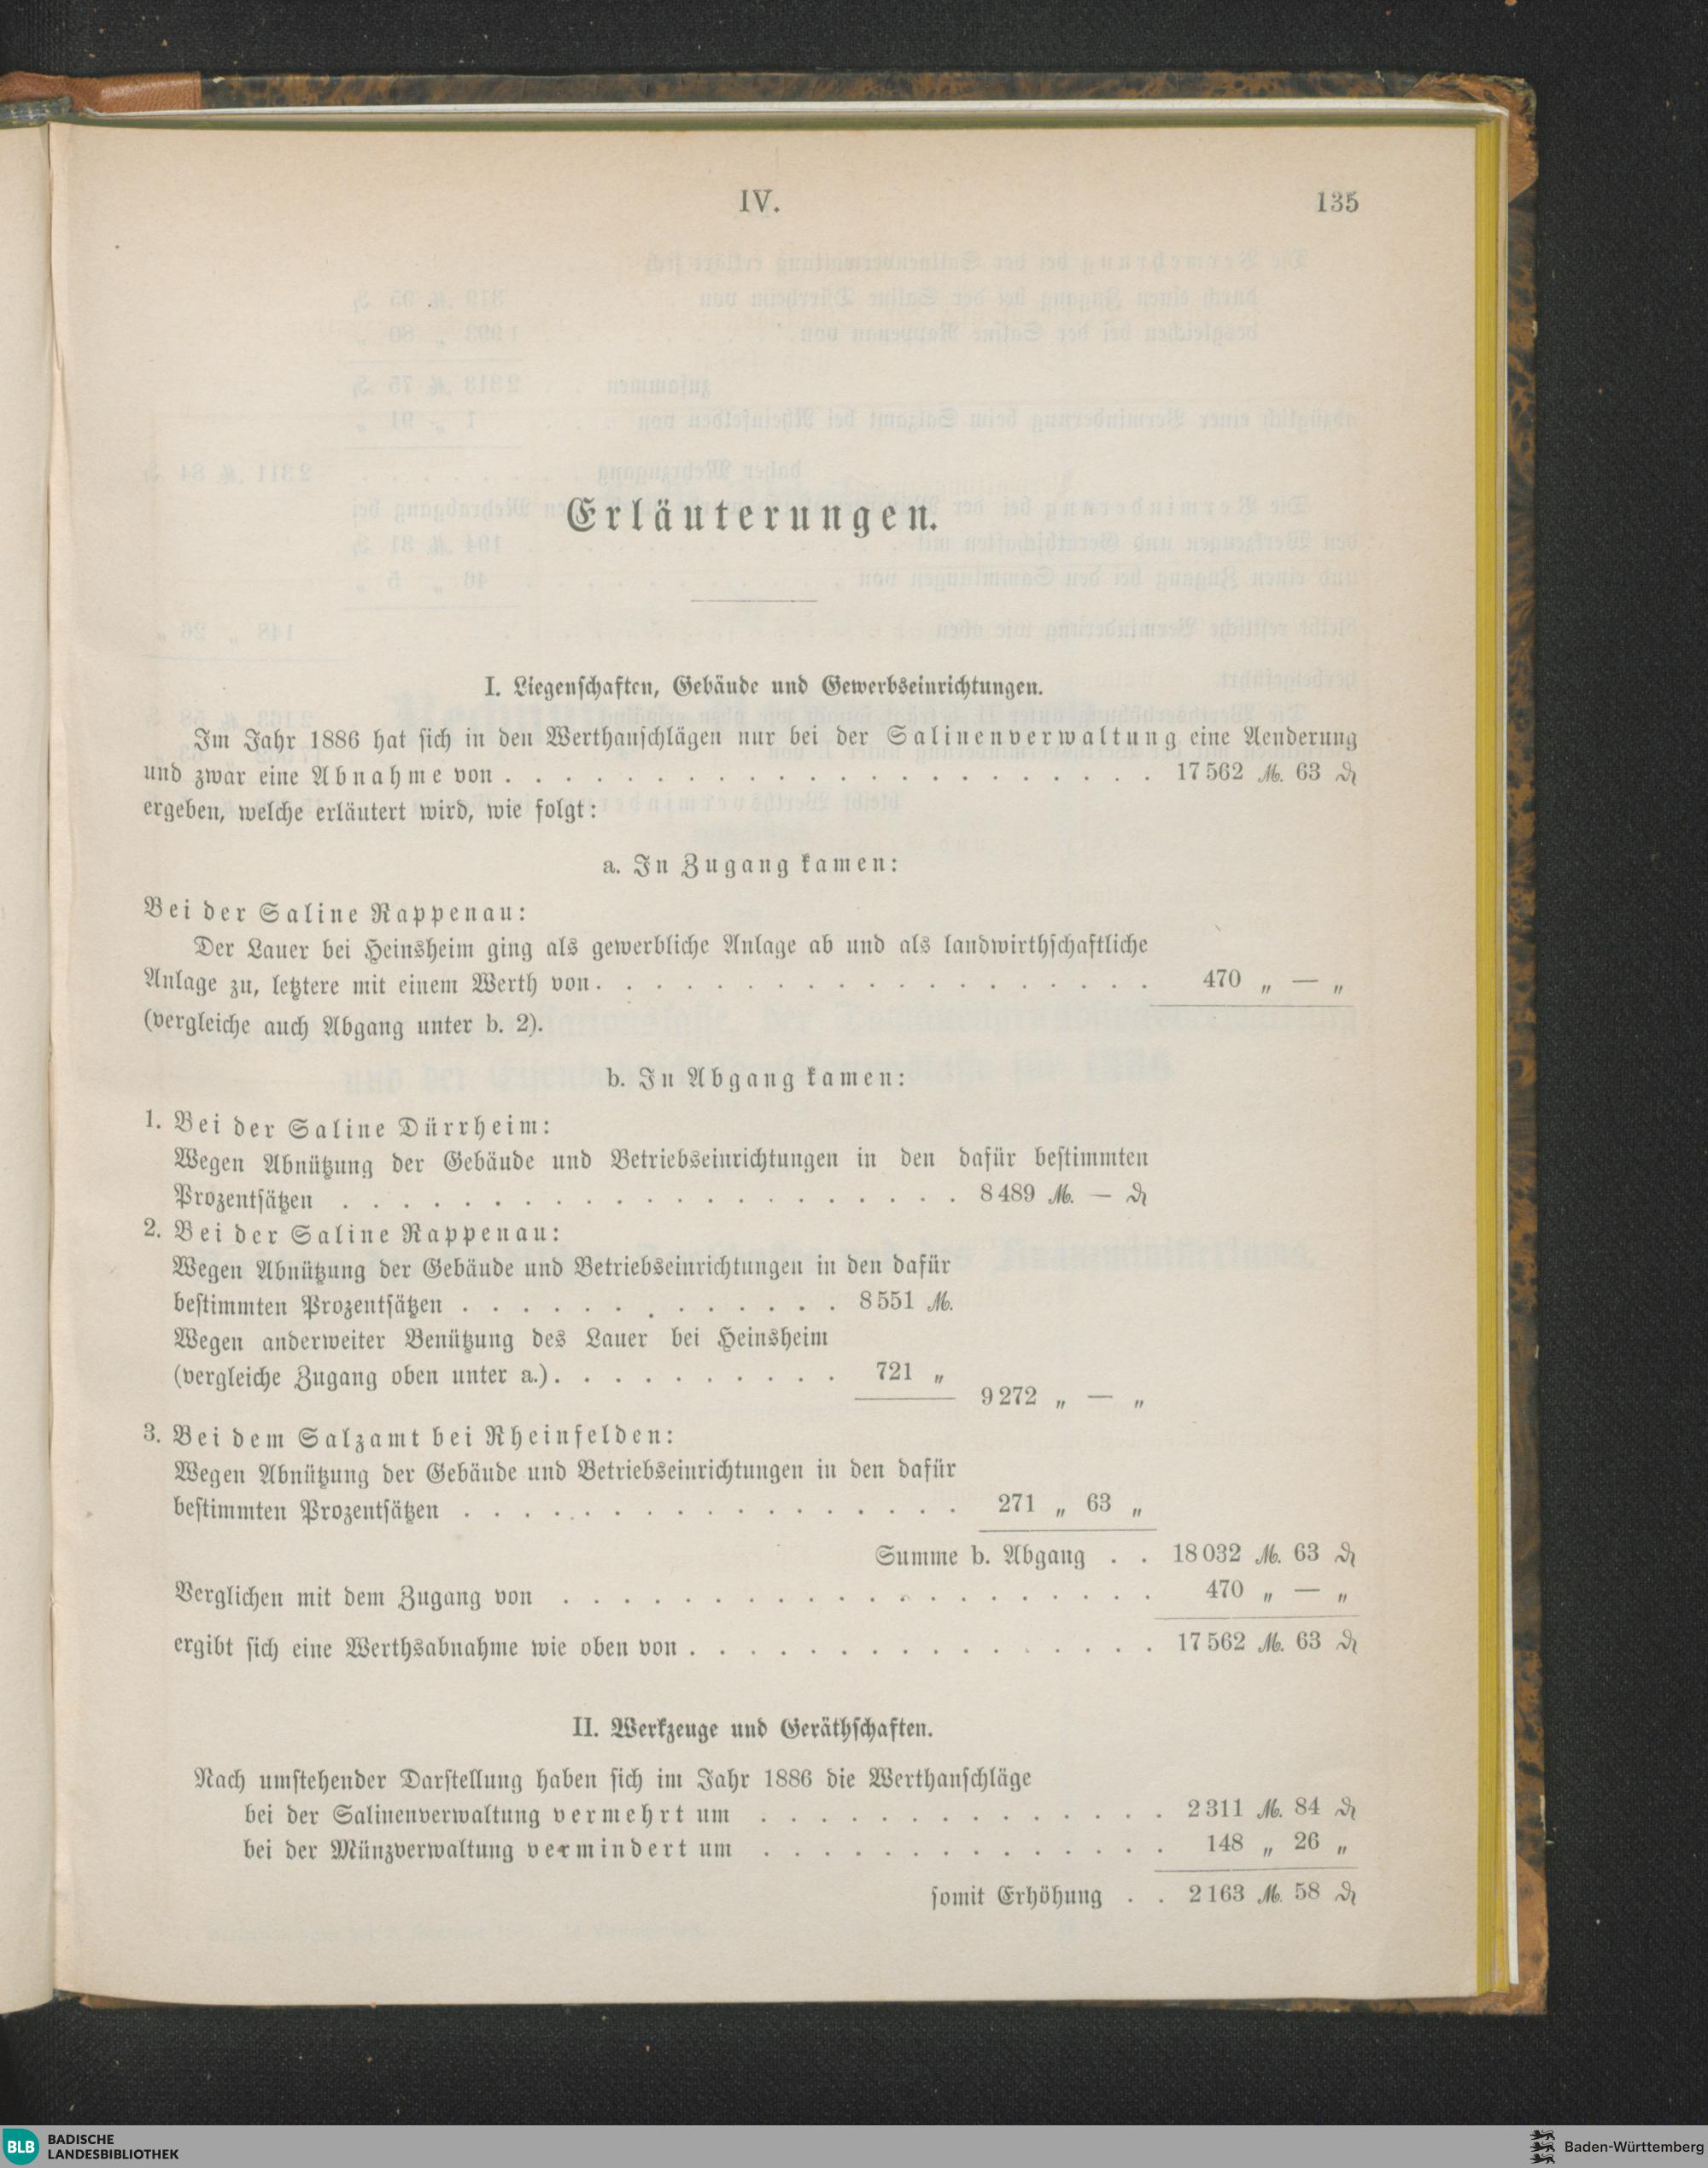 IV.
135
Erläuterungen.
I. Liegenschaften, Gebäude und Gewerbseinrichtungen.
Im Jahr 1886 hat sich in den Werthanschlägen nur bei der Salinenverwaltung eine Aenderung
und zwar eine Abnahme von . . . . . . . . . . . . . . . . . . . . . . 17 562 ℳ. 63 ₰
ergeben, welche erläutert wird, wie folgt:
a. In Zugang kamen:
Bei der Saline Rappenau:
Der Lauer bei Heinsheim ging als gewerbliche Anlage ab und als landwirthschaftliche
Anlage zu, letztere mit einem Werth von . . . . . . . . . . . . . . . . . . . 470 „ — „
(vergleiche auch Abgang unter b. 2).
b. In Abgang kamen:
1. Bei der Saline Dürrheim:
Wegen Abnützung der Gebäude und Betriebseinrichtungen in den dafür bestimmten
Prozentsätzen . . . . . . . . . . . . . . . . . . . . . 8 489 ℳ. — ₰
2. Bei der Saline Rappenau:
Wegen Abnützung der Gebäude und Betriebseinrichtungen in den dafür
bestimmten Prozentsätzen . . . . . . . . . . . . . 8 551 ℳ.
Wegen anderweiter Benützung des Lauer bei Heinsheim
(vergleiche Zugang oben unter a.) . . . . . . . . . . 721 „
9 272 „ — „
3. Bei dem Salzamt bei Rheinfelden:
Wegen Abnützung der Gebäude und Betriebseinrichtungen in den dafür
bestimmten Prozentsätzen . . . . . . . . . . . . . . . . . 271 „ 63 „
Summe b. Abgang . . 18 032 ℳ. 63 ₰
Verglichen mit dem Zugang von . . . . . . . . . . . . . . . . . . . . 470 „ — „
ergibt sich eine Werthsabnahme wie oben von . . . . . . . . . . . . . . . . 17 562 ℳ. 63 ₰
II. Werkzeuge und Geräthschaften.
Nach umstehender Darstellung haben sich im Jahr 1886 die Werthanschläge
bei der Salinenverwaltung vermehrt um . . . . . . . . . . . . . . 2 311 ℳ. 84 ₰
bei der Münzverwaltung vermindert um . . . . . . . . . . . . . . 148 „ 26 „
somit Erhöhung . . 2 163 ℳ. 58 ₰
BLB BADISCHE
LANDESBIBLIOTHEK
Baden-Württemberg